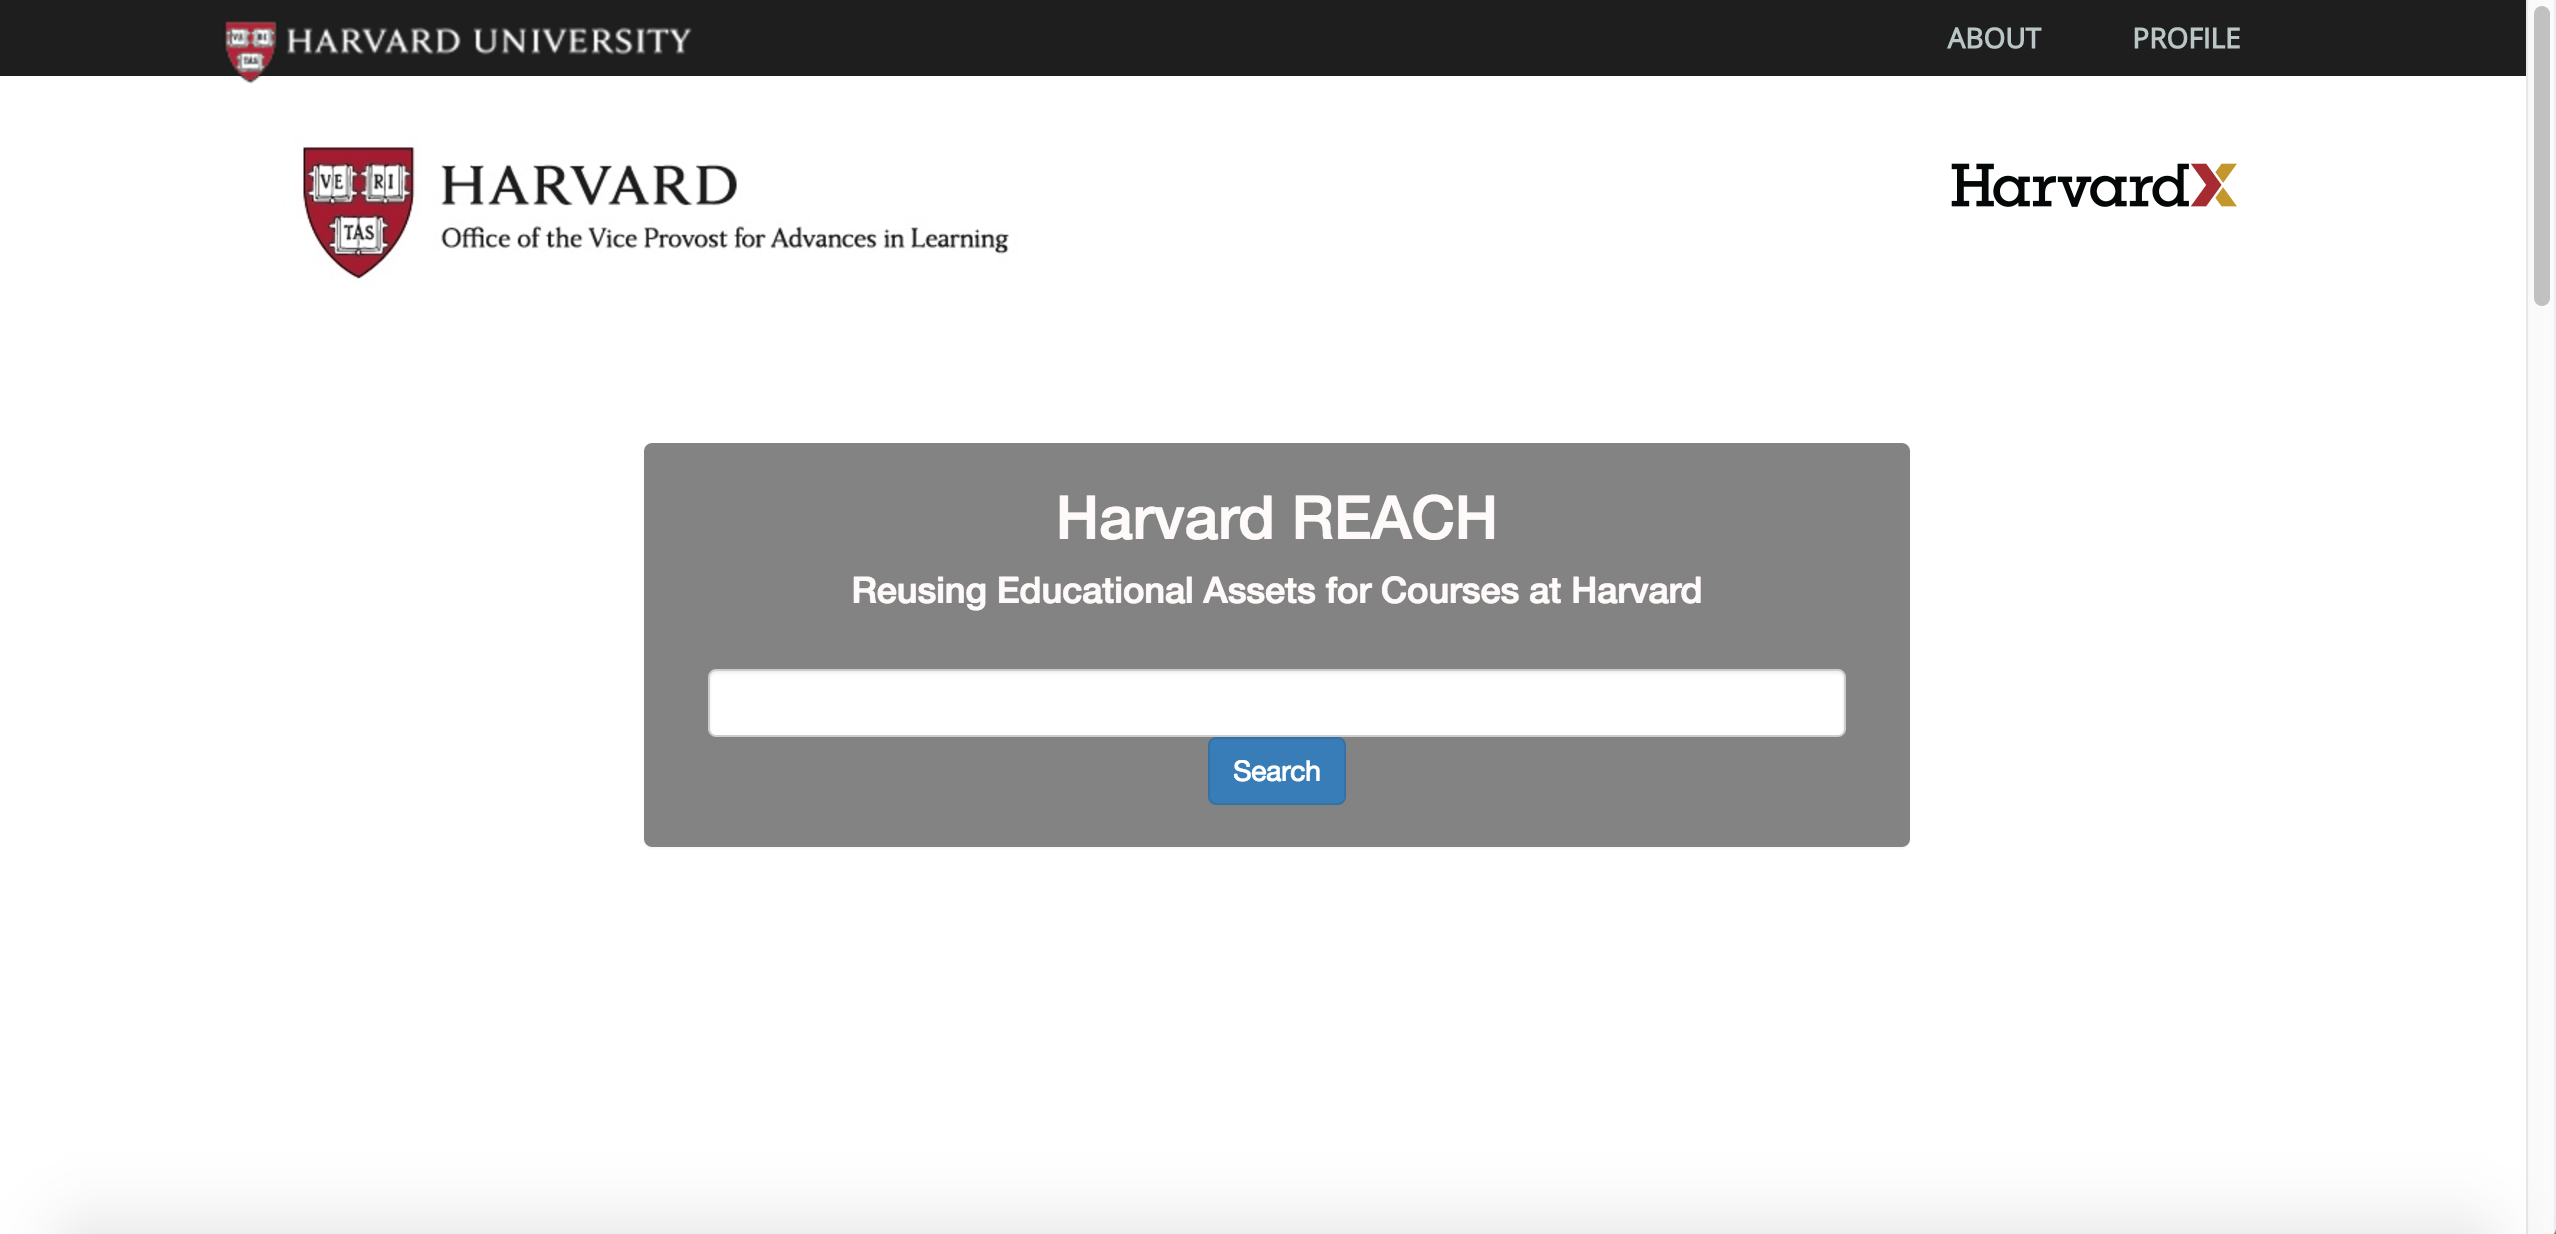 HARVARD UNIVERSITY
ABOUT
PROFILE
VE RI
TAS
HARVARD
Office of the Vice Provost for Advances in Learning
HarvardX
Harvard REACH
Reusing Educational Assets for Courses at Harvard
Search